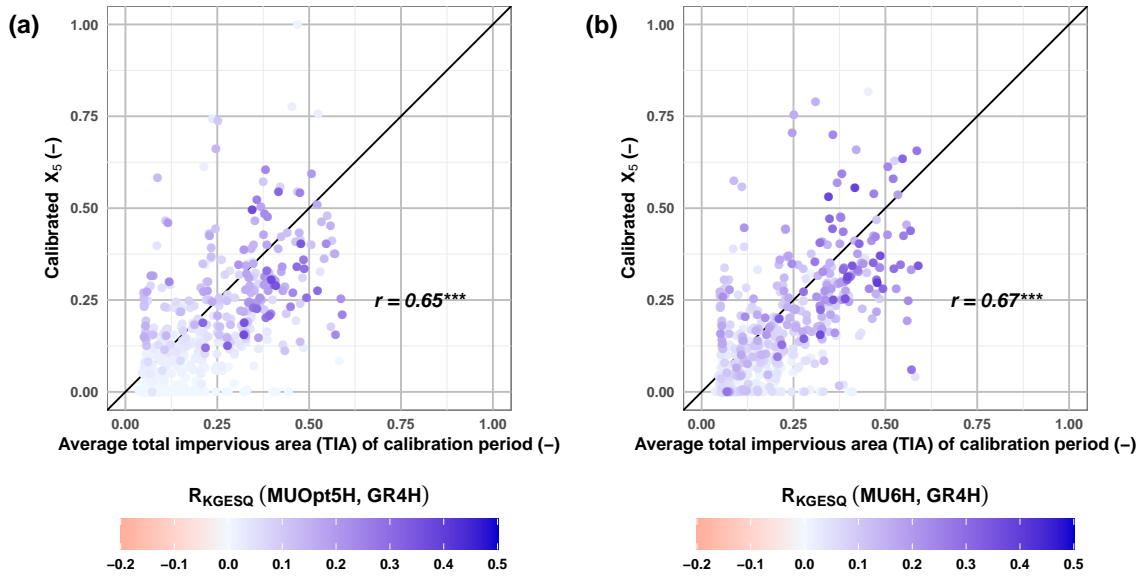 (a)
1.00
0.75
0.50
0.25
0.00
Calibrated X5 (−)
r = 0.65***
0.00 0.25 0.50 0.75 1.00
Average total impervious area (TIA) of calibration period (−)
RKGESQ (MUOpt5H, GR4H)
−0.2 −0.1 0.0 0.1 0.2 0.3 0.4 0.5
(b)
1.00
0.75
0.50
0.25
0.00
Calibrated X5 (−)
r = 0.67***
0.00 0.25 0.50 0.75 1.00
Average total impervious area (TIA) of calibration period (−)
RKGESQ (MU6H, GR4H)
−0.2 −0.1 0.0 0.1 0.2 0.3 0.4 0.5